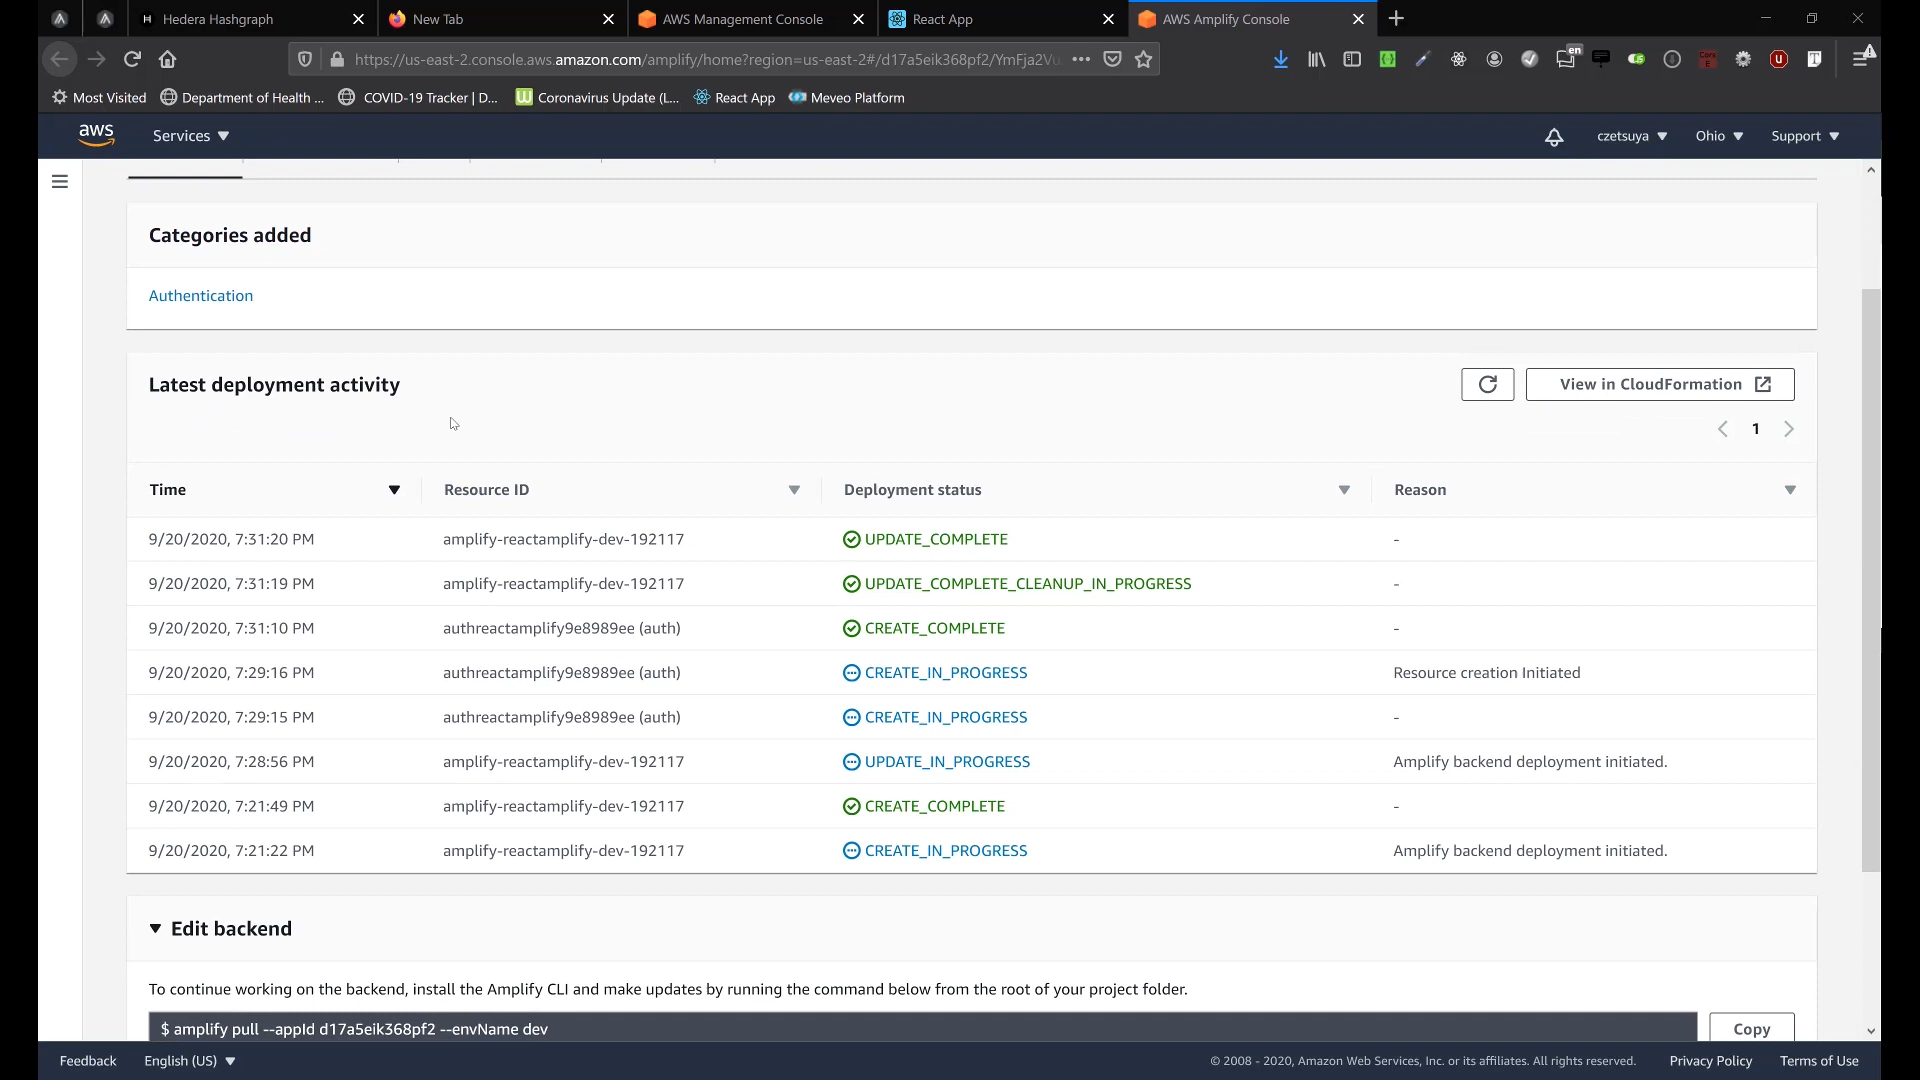 Hedera Hashgraph
New Tab
AWS Management Console
React App
AWS Amplify Console
https://us-east-2.console.aws.amazon.com/amplify/home?region=us-east-2#/d17a5eik368pf2/YmFja2Vu
en
Most Visited
Department of Health ...
COVID-19 Tracker | D...
Coronavirus Update (L...
React App
Meveo Platform
aws
Services
czetsuya
Ohio
Support
Categories added
Authentication
Latest deployment activity
View in CloudFormation
1
Time Resource ID Deployment status Reason
9/20/2020, 7:31:20 PM amplify-reactamplify-dev-192117 UPDATE_COMPLETE -
9/20/2020, 7:31:19 PM amplify-reactamplify-dev-192117 UPDATE_COMPLETE_CLEANUP_IN_PROGRESS -
9/20/2020, 7:31:10 PM authreactamplify9e8989ee (auth) CREATE_COMPLETE -
9/20/2020, 7:29:16 PM authreactamplify9e8989ee (auth) CREATE_IN_PROGRESS Resource creation Initiated
9/20/2020, 7:29:15 PM authreactamplify9e8989ee (auth) CREATE_IN_PROGRESS -
9/20/2020, 7:28:56 PM amplify-reactamplify-dev-192117 UPDATE_IN_PROGRESS Amplify backend deployment initiated.
9/20/2020, 7:21:49 PM amplify-reactamplify-dev-192117 CREATE_COMPLETE -
9/20/2020, 7:21:22 PM amplify-reactamplify-dev-192117 CREATE_IN_PROGRESS Amplify backend deployment initiated.
Edit backend
To continue working on the backend, install the Amplify CLI and make updates by running the command below from the root of your project folder.
$ amplify pull --appId d17a5eik368pf2 --envName dev
Copy
Feedback
English (US)
© 2008 - 2020, Amazon Web Services, Inc. or its affiliates. All rights reserved.
Privacy Policy
Terms of Use